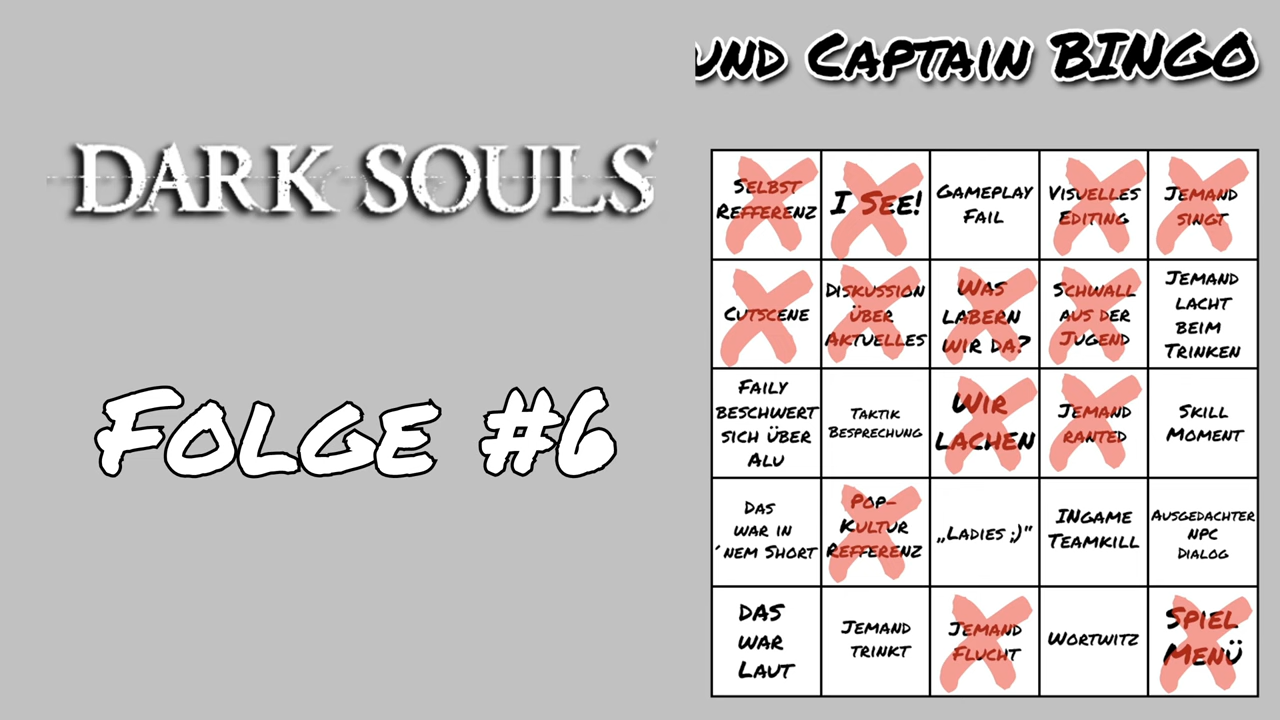 UND CAPTAIN BINGO
DARK SOULS
FOLGE #6
SELBST
REFFERENZ
I SEE!
GAMEPLAY
FAIL
VISUELLES
EDITING
JEMAND
SINGT
CUTSCENE
DISKUSSION
ÜBER
AKTUELLES
WAS
LABERN
WIR DA?
SCHWALL
AUS DER
JUGEND
JEMAND
LACHT
BEIM
TRINKEN
FAILY
BESCHWERT
SICH ÜBER
ALU
TAKTIK
BESPRECHUNG
WIR
LACHEN
JEMAND
RANTED
SKILL
MOMENT
DAS
WAR IN
´NEM SHORT
POP-
KULTUR
REFFERENZ
„LADIES ;)"
INGAME
TEAMKILL
AUSGEDACHTER
NPC
DIALOG
DAS
WAR
LAUT
JEMAND
TRINKT
JEMAND
FLUCHT
WORTWITZ
SPIEL
MENÜ